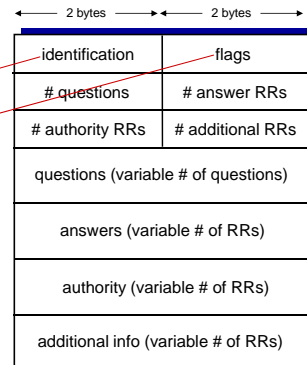 2 bytes 2 bytes
identification flags
# questions # answer RRs
# authority RRs # additional RRs
questions (variable # of questions)
answers (variable # of RRs)
authority (variable # of RRs)
additional info (variable # of RRs)